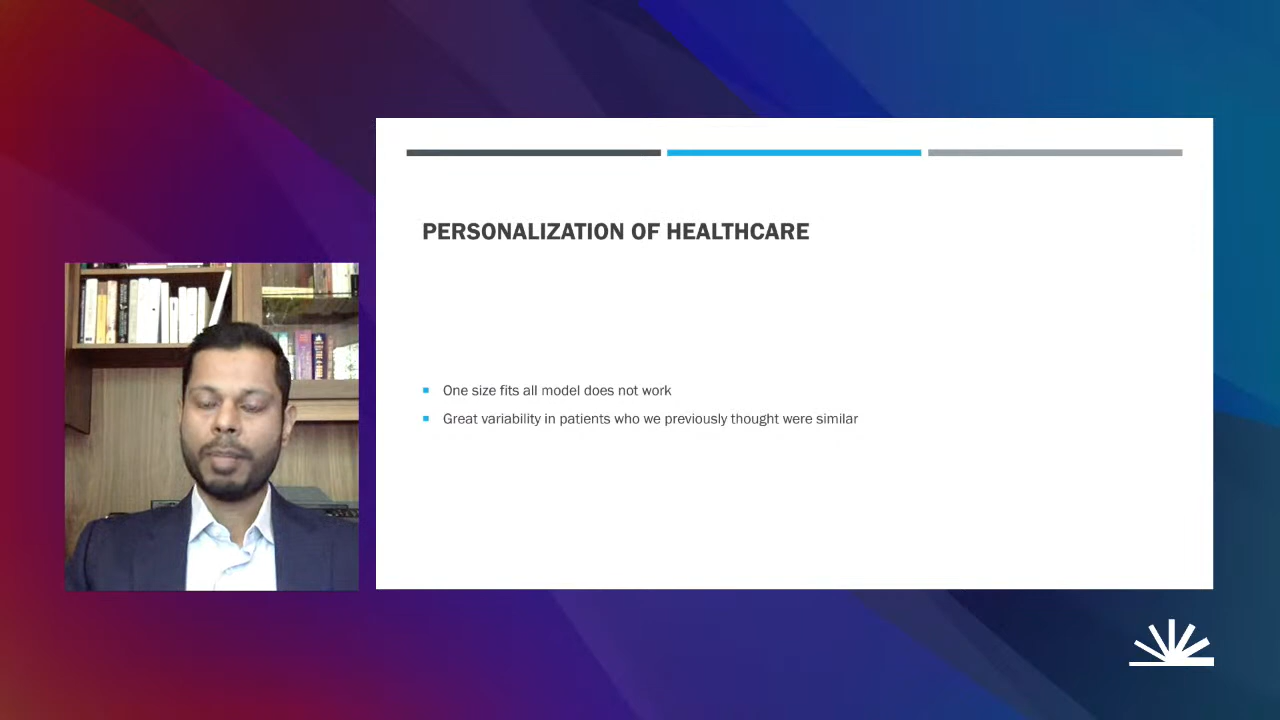 PERSONALIZATION OF HEALTHCARE
One size fits all model does not work
Great variability in patients who we previously thought were similar